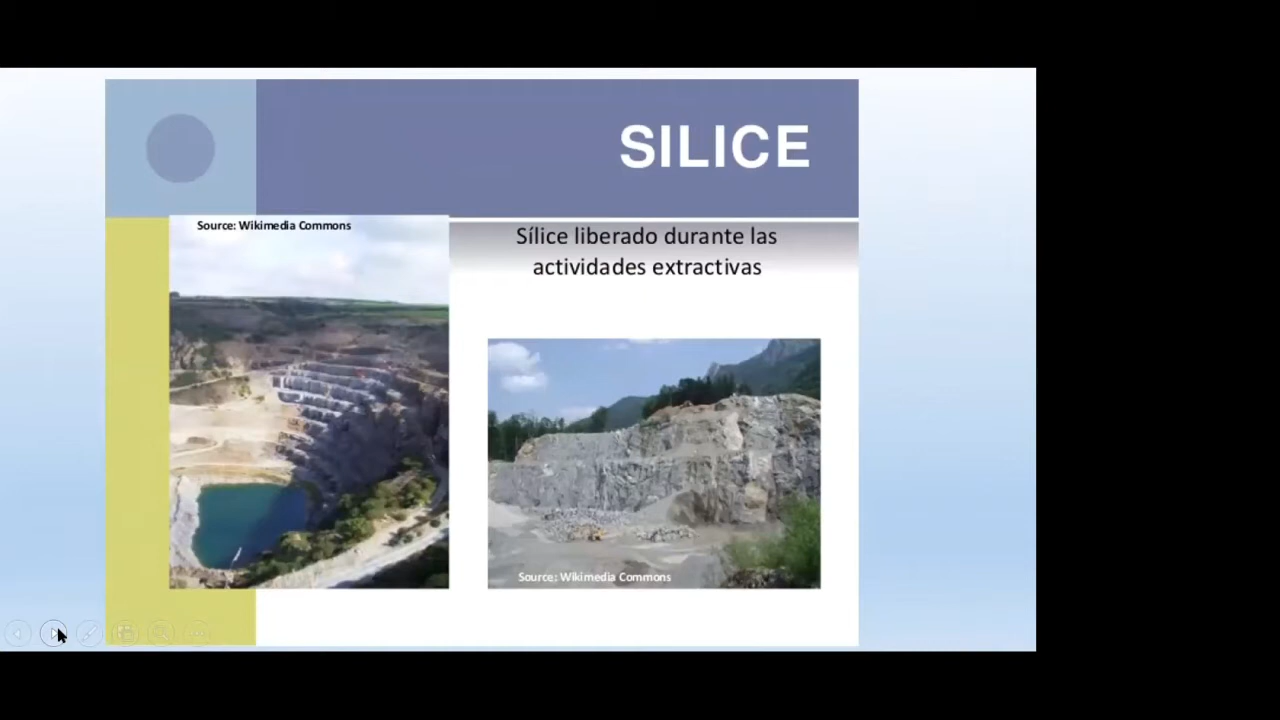 SILICE
Source: Wikimedia Commons
Sílice liberado durante las
actividades extractivas
Source: Wikimedia Commons